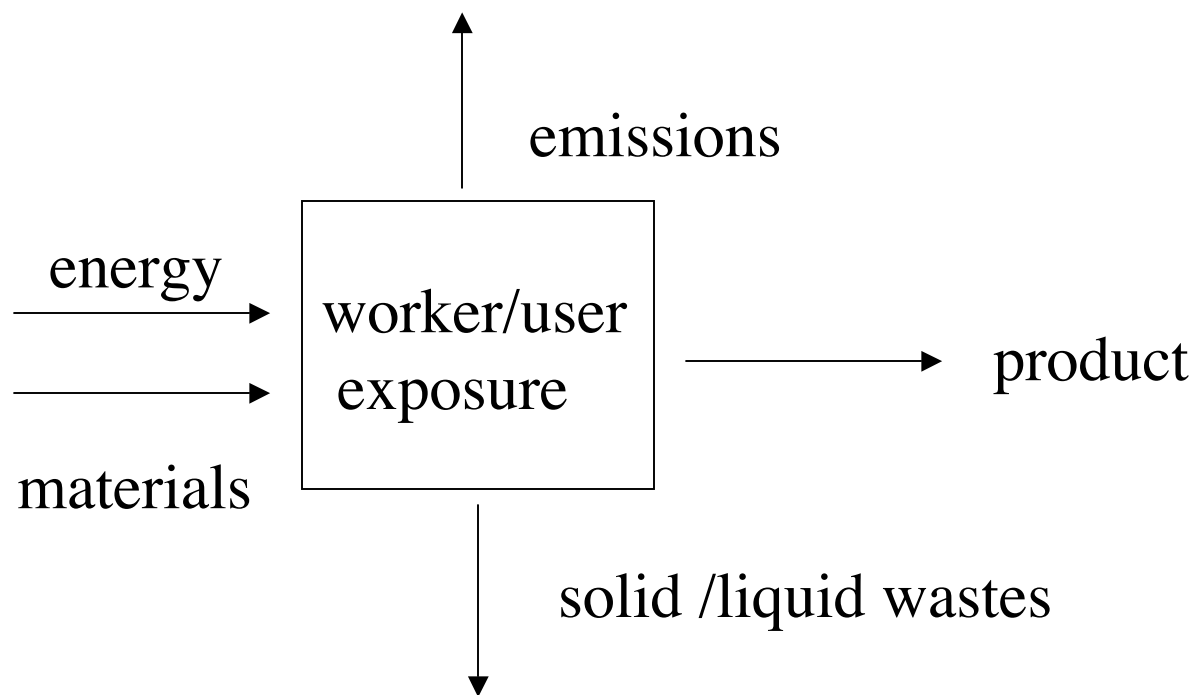 emissions
energy
worker/user
exposure
product
materials
solid /liquid wastes